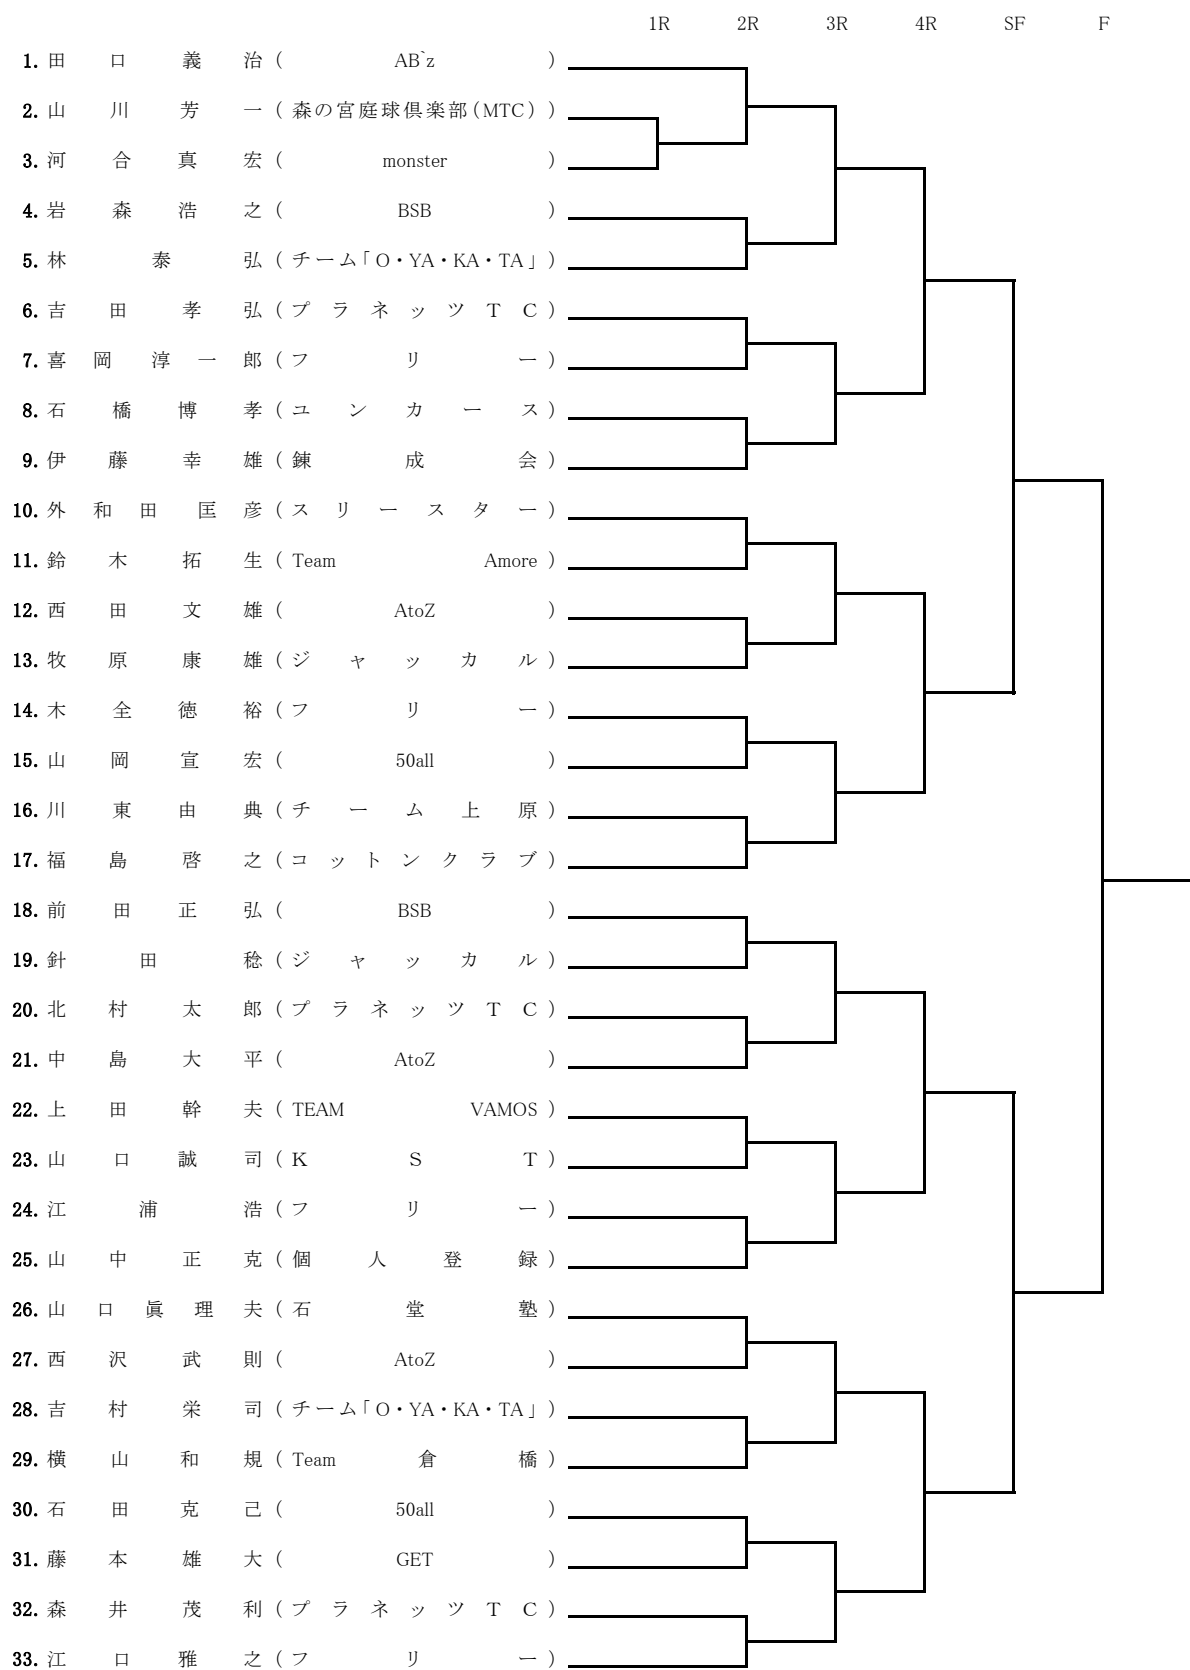 1R 2R 3R 4R SF F
1. 田口義治 ( AB`z )
2. 山川芳一 ( 森の宮庭球倶楽部(MTC) )
3. 河合真宏 ( monster )
4. 岩森浩之 ( BSB )
5. 林泰弘 ( チーム「O・YA・KA・TA」 )
6. 吉田孝弘 ( プラネッツTC )
7. 喜岡淳一郎 ( フリー )
8. 石橋博孝 ( ユンカース )
9. 伊藤幸雄 ( 錬成会 )
10. 外和田匡彦 ( スリースター )
11. 鈴木拓生 ( Team Amore )
12. 西田文雄 ( AtoZ )
13. 牧原康雄 ( ジャッカル )
14. 木全徳裕 ( フリー )
15. 山岡宣宏 ( 50all )
16. 川東由典 ( チーム上原 )
17. 福島啓之 ( コットンクラブ )
18. 前田正弘 ( BSB )
19. 針田稔 ( ジャッカル )
20. 北村太郎 ( プラネッツTC )
21. 中島大平 ( AtoZ )
22. 上田幹夫 ( TEAM VAMOS )
23. 山口誠司 ( KST )
24. 江浦浩 ( フリー )
25. 山中正克 ( 個人登録 )
26. 山口眞理夫 ( 石堂塾 )
27. 西沢武則 ( AtoZ )
28. 吉村栄司 ( チーム「O・YA・KA・TA」 )
29. 横山和規 ( Team倉橋 )
30. 石田克己 ( 50all )
31. 藤本雄大 ( GET )
32. 森井茂利 ( プラネッツTC )
33. 江口雅之 ( フリー )